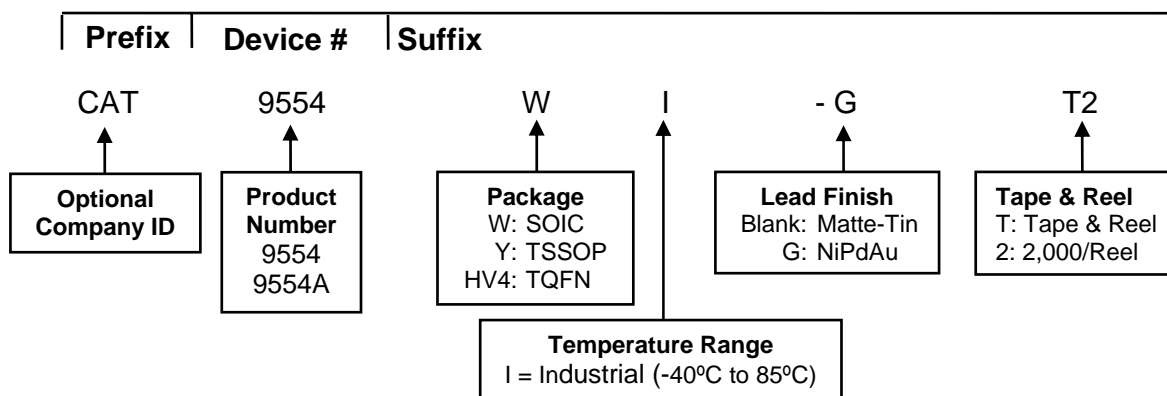 Prefix Device # Suffix
CAT 9554 W I - G T2
Optional
Company ID
Product
Number
9554
9554A
Package
W: SOIC
Y: TSSOP
HV4: TQFN
Lead Finish
Blank: Matte-Tin
G: NiPdAu
Tape & Reel
T: Tape & Reel
2: 2,000/Reel
Temperature Range
I = Industrial (-40ºC to 85ºC)